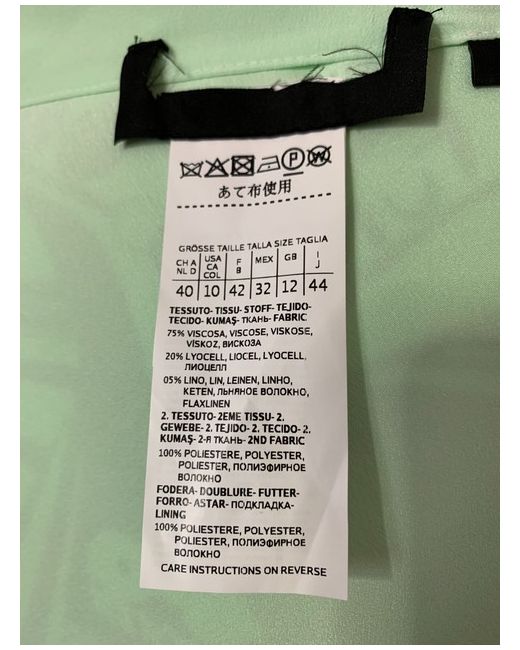 P W
あて布使用
GRÖSSE TAILLE TALLA SIZE TAGLIA
CH A NL D USA CA COL F B MEX GB I J
40 10 42 32 12 44
TESSUTO- TISSU- STOFF- TEJIDO-
TECIDO- KUMAŞ- ТКАНЬ- FABRIC
75% VISCOSA, VISCOSE, VISKOSE,
VİSKOZ, ВИСКОЗА
20% LYOCELL, LIOCEL, LYOCELL,
ЛИОЦЕЛЛ
05% LINO, LIN, LEINEN, LINHO,
KETEN, ЛЬНЯНОЕ ВОЛОКНО,
FLAXLINEN
2. TESSUTO- 2EME TISSU- 2.
GEWEBE- 2. TEJIDO- 2. TECIDO- 2.
KUMAŞ- 2-Я ТКАНЬ- 2ND FABRIC
100% POLIESTERE, POLYESTER,
POLIESTER, ПОЛИЭФИРНОЕ
ВОЛОКНО
FODERA- DOUBLURE- FUTTER-
FORRO- ASTAR- ПОДКЛАДКА-
LINING
100% POLIESTERE, POLYESTER,
POLIESTER, ПОЛИЭФИРНОЕ
ВОЛОКНО
CARE INSTRUCTIONS ON REVERSE